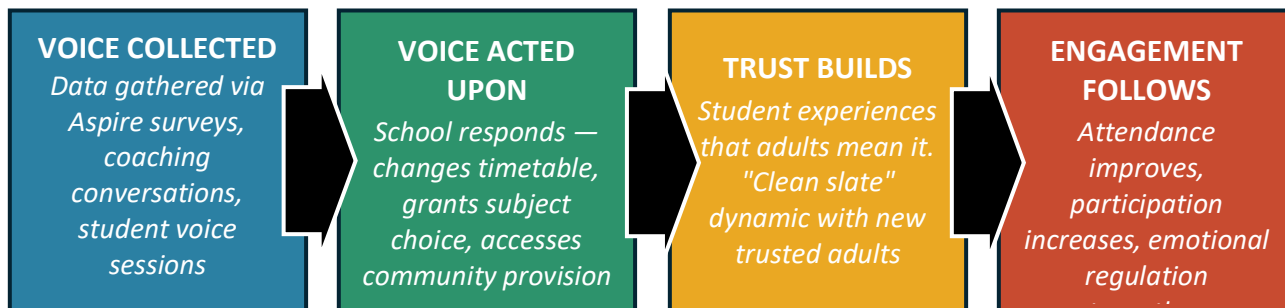 VOICE COLLECTED
Data gathered via
Aspire surveys,
coaching
conversations,
student voice
sessions
VOICE ACTED
UPON
School responds —
changes timetable,
grants subject
choice, accesses
community provision
TRUST BUILDS
Student experiences
that adults mean it.
"Clean slate"
dynamic with new
trusted adults
ENGAGEMENT
FOLLOWS
Attendance
improves,
participation
increases, emotional
regulation